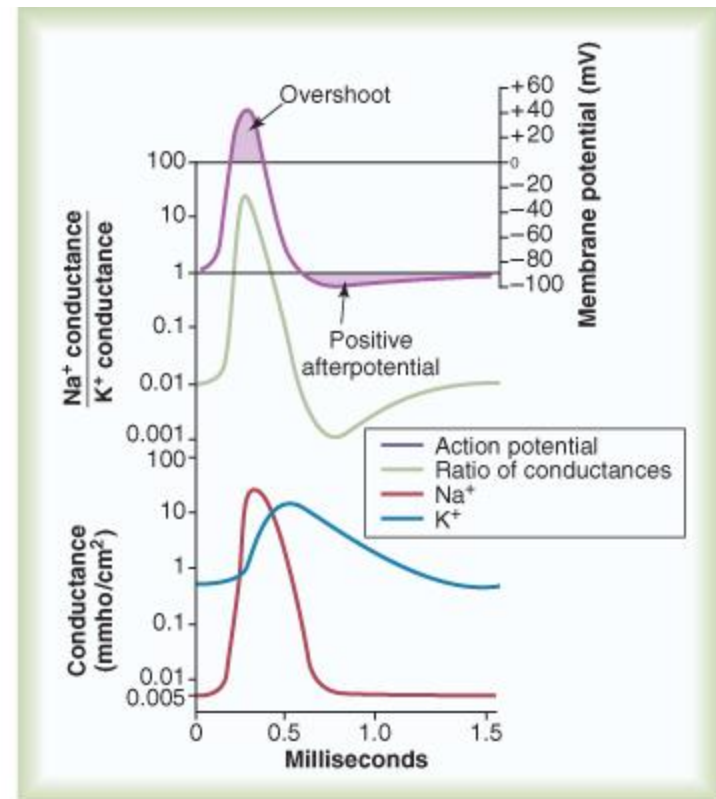 Overshoot
+60
+40
+20
0
−20
−40
−60
−80
−100
Membrane potential (mV)
100
10
1
0.1
0.01
0.001
Na+ conductance
K+ conductance
Positive
afterpotential
Action potential
Ratio of conductances
Na+
K+
100
10
1
0.1
0.01
0.005
Conductance
(mmho/cm2)
0
0.5
1.0
1.5
Milliseconds